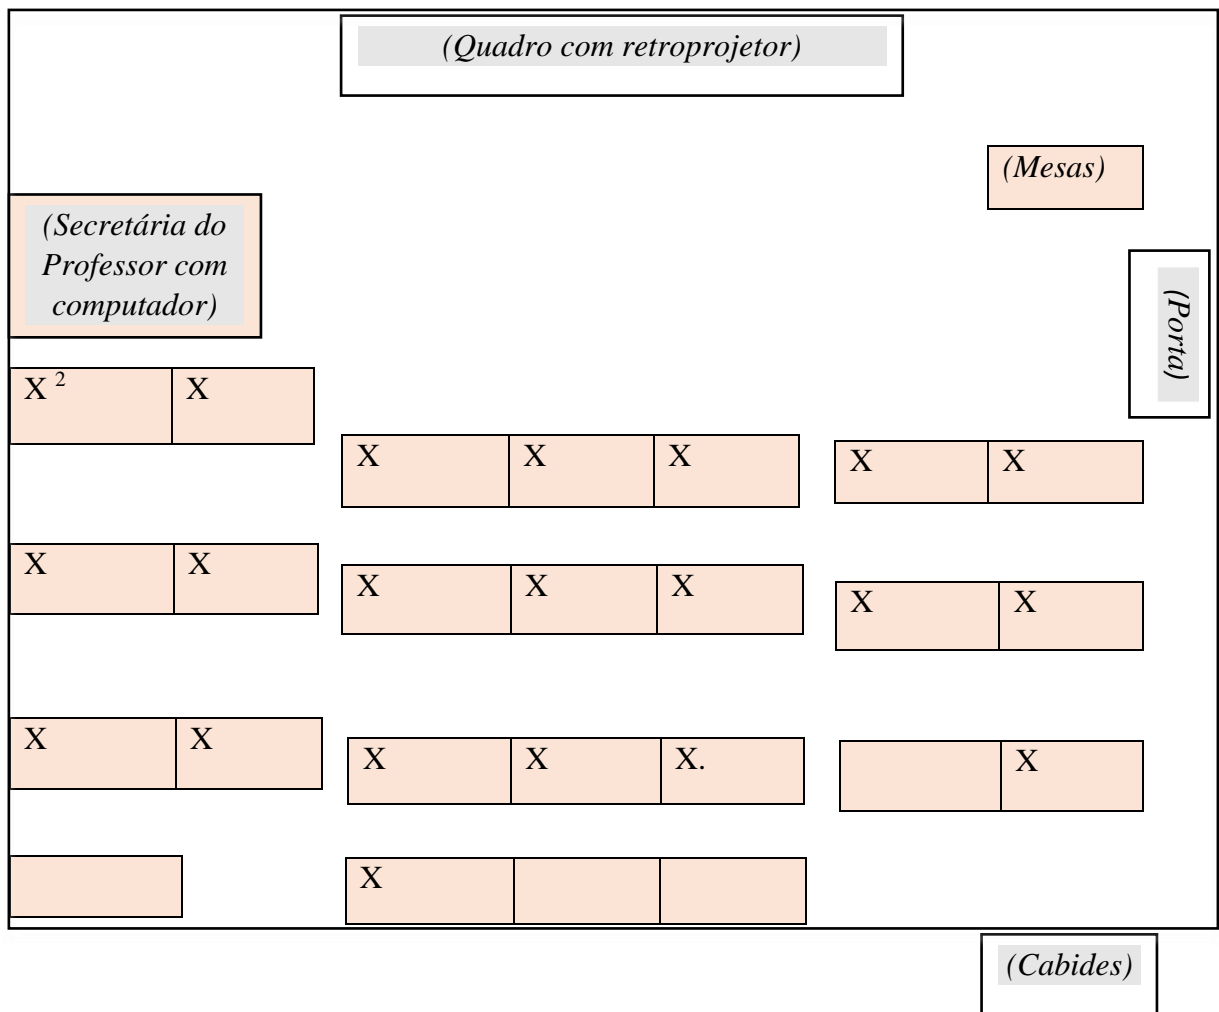 (Quadro com retroprojetor)
(Mesas)
(Secretária do
Professor com
computador)
(Porta)
X ² X
X X X X X
X X
X X X X X
X X
X X X. X
X
(Cabides)